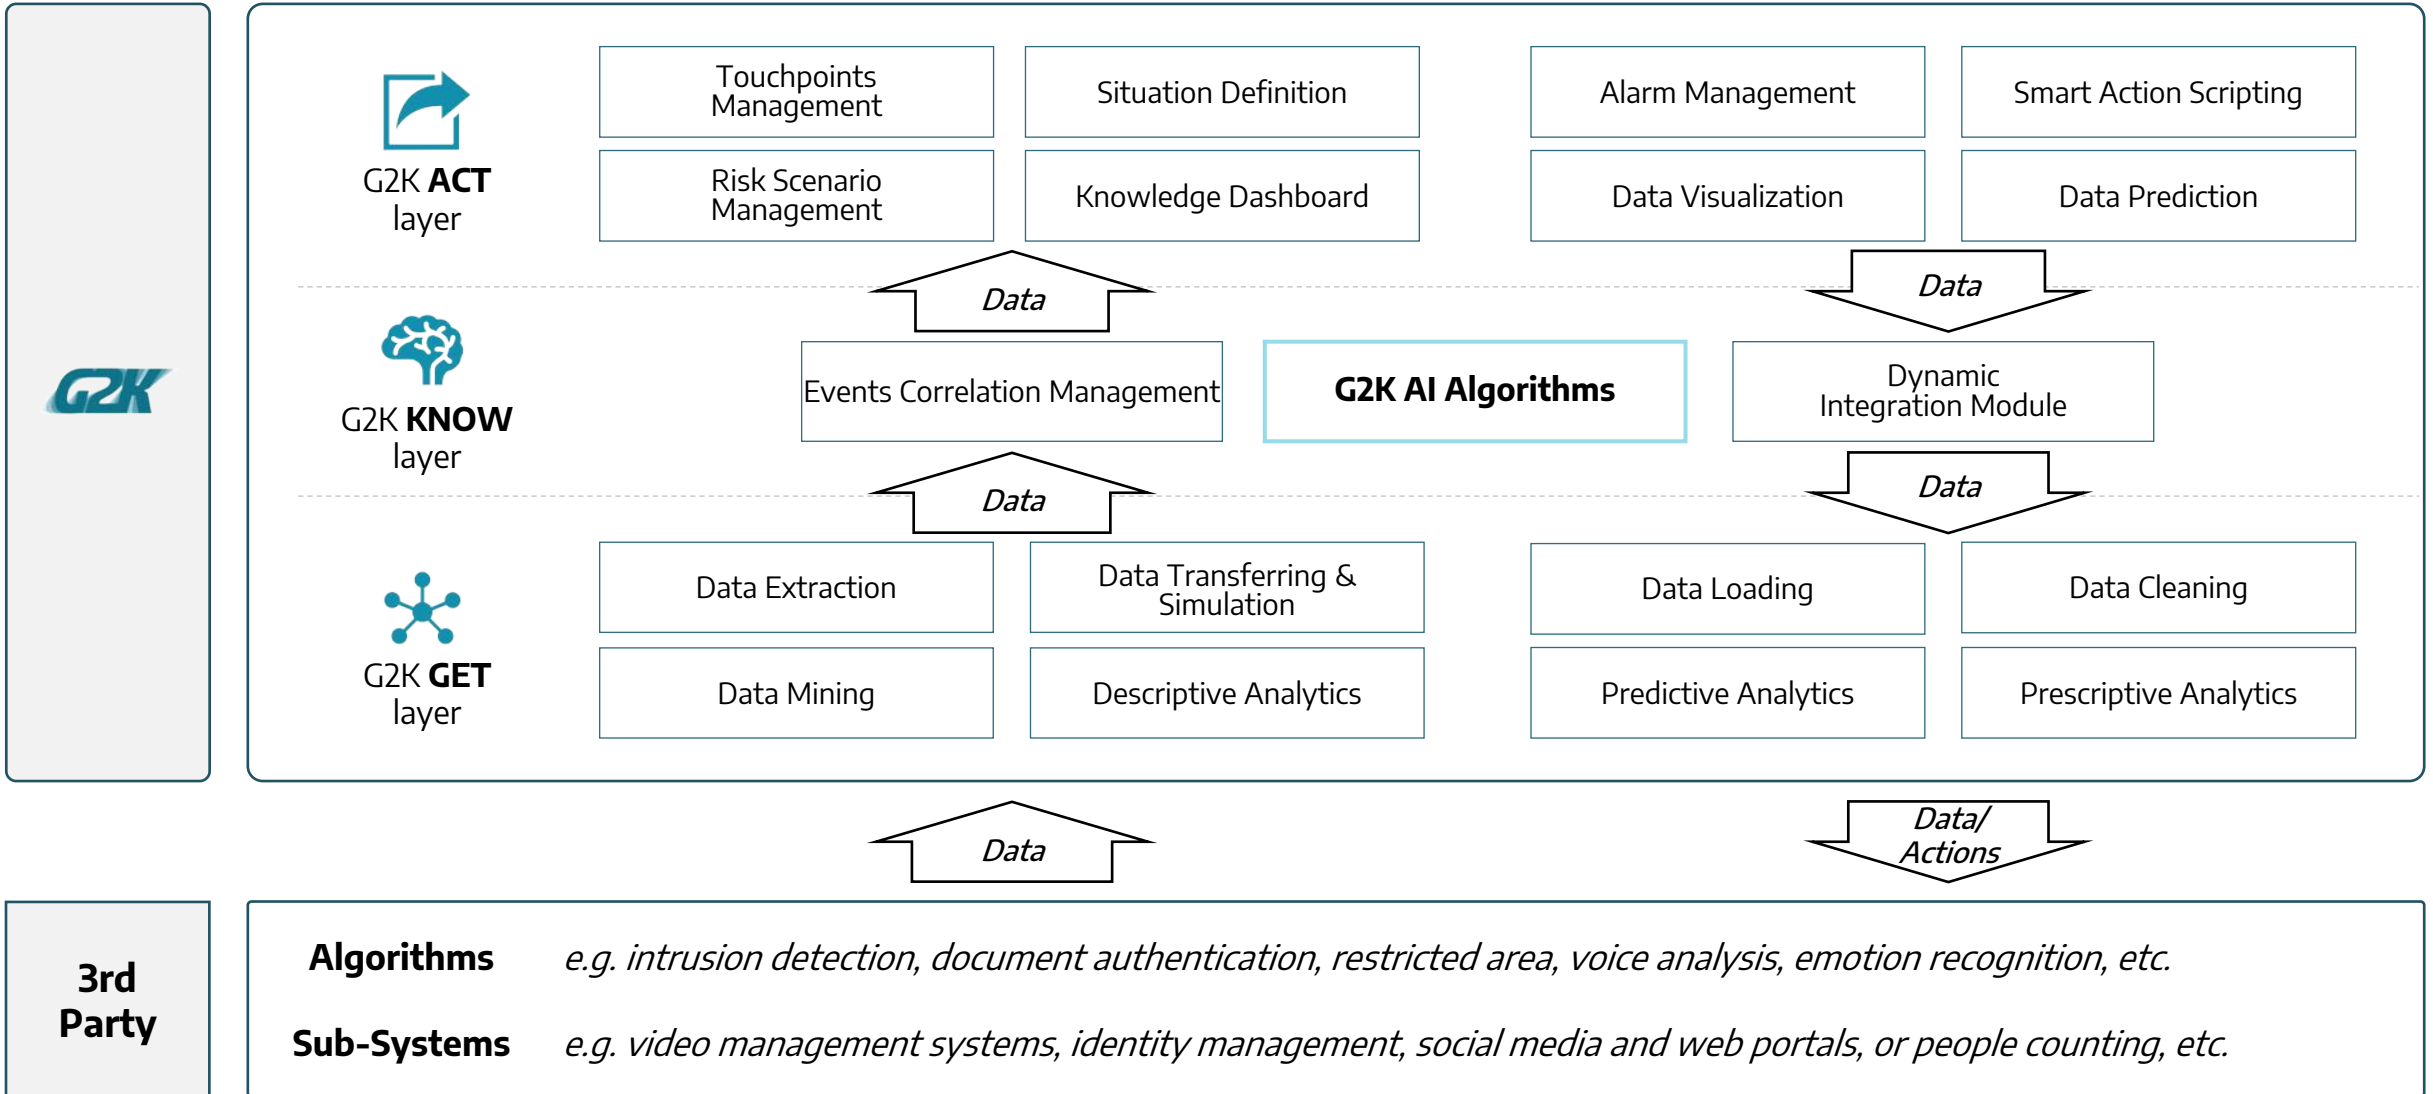 G2K
G2K ACT
layer
Touchpoints
Management
Situation Definition
Alarm Management
Smart Action Scripting
Risk Scenario
Management
Knowledge Dashboard
Data Visualization
Data Prediction
Data
Data
G2K KNOW
layer
Events Correlation Management
G2K AI Algorithms
Dynamic
Integration Module
Data
Data
G2K GET
layer
Data Extraction
Data Transferring &
Simulation
Data Loading
Data Cleaning
Data Mining
Descriptive Analytics
Predictive Analytics
Prescriptive Analytics
Data
Data/
Actions
3rd
Party
Algorithms e.g. intrusion detection, document authentication, restricted area, voice analysis, emotion recognition, etc.
Sub-Systems e.g. video management systems, identity management, social media and web portals, or people counting, etc.